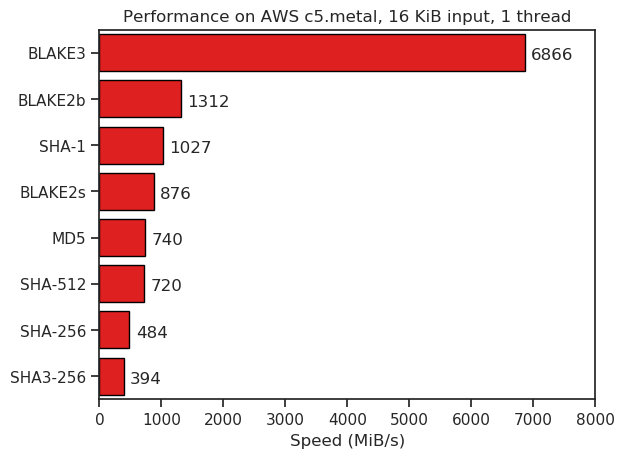 Performance on AWS c5.metal, 16 KiB input, 1 thread
BLAKE3 6866
BLAKE2b 1312
SHA-1 1027
BLAKE2s 876
MD5 740
SHA-512 720
SHA-256 484
SHA3-256 394
0 1000 2000 3000 4000 5000 6000 7000 8000
Speed (MiB/s)